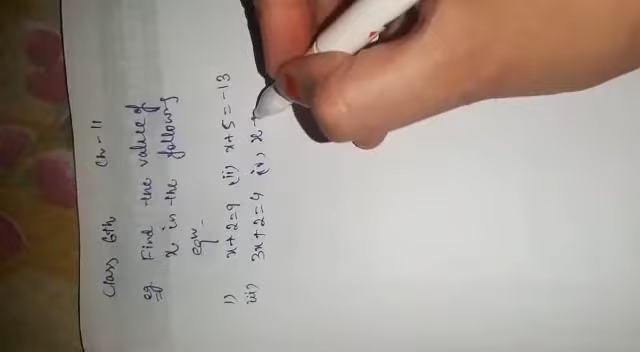 Class 6th Ch - 11
eg Find the value of
x in the following
eqn -
i) x+2=9 (ii) x+5=-13
iii) 3x+2=4 (iv) x